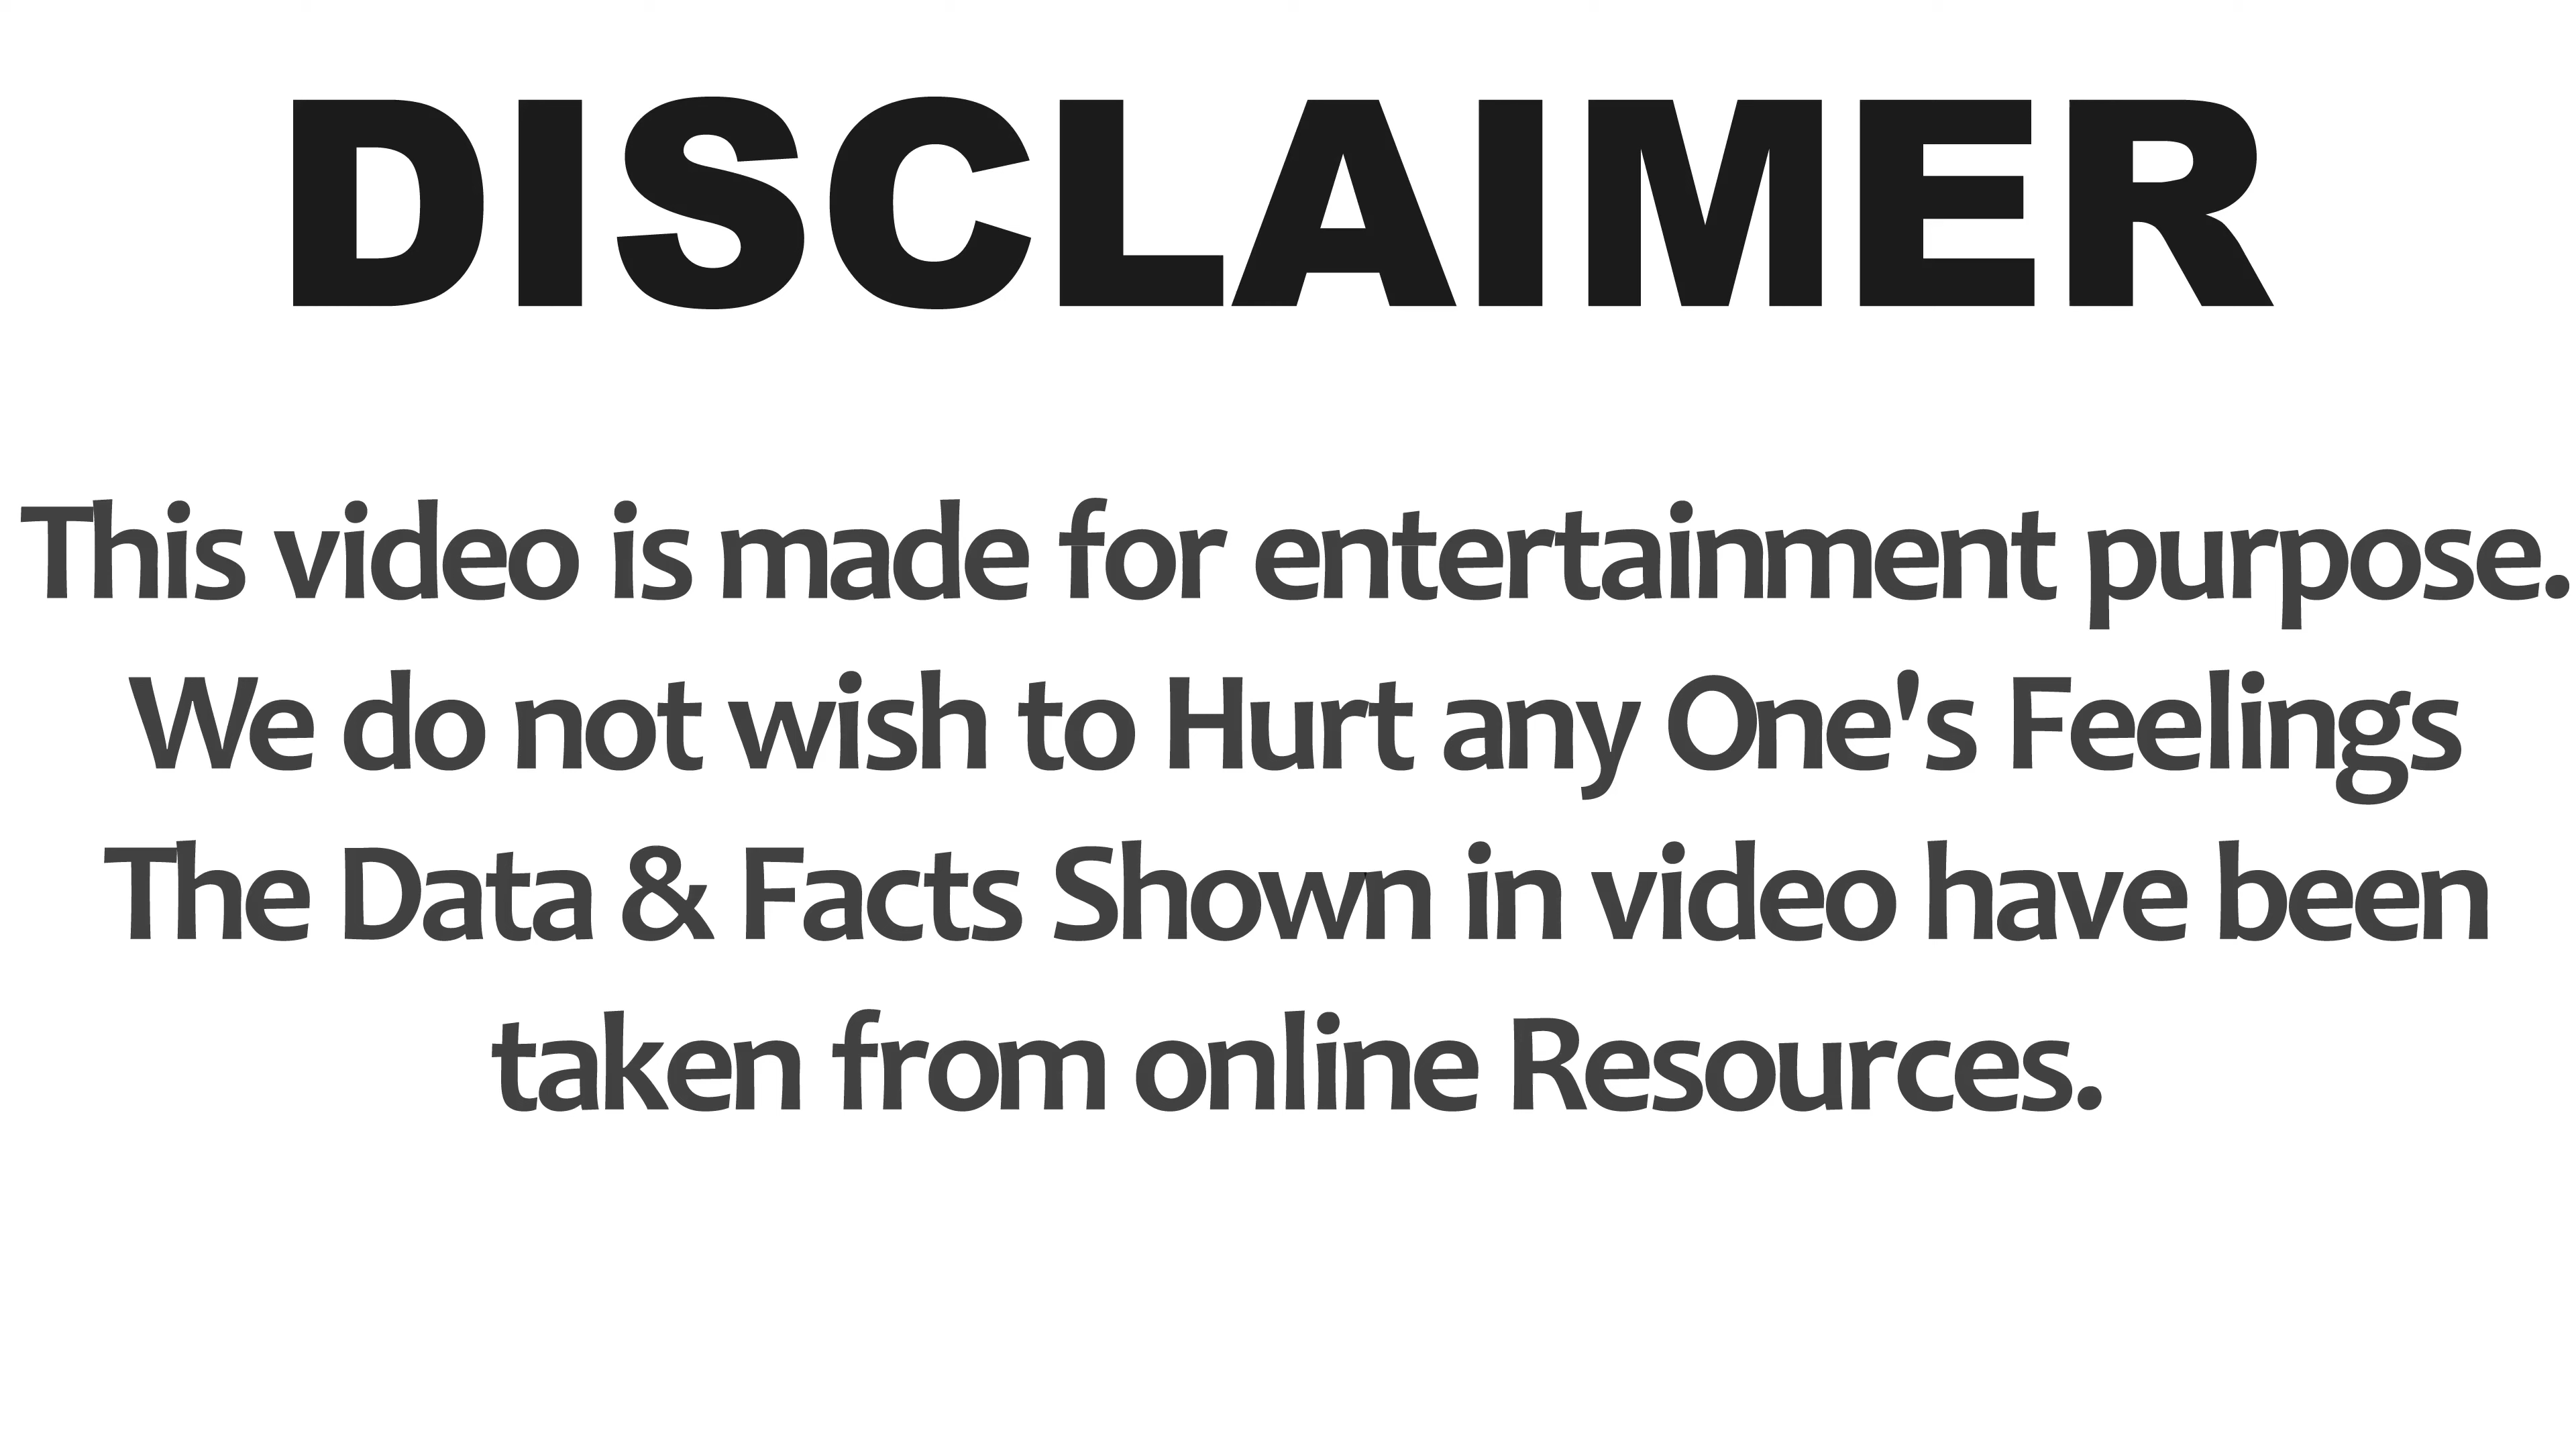 DISCLAIMER
This video is made for entertainment purpose.
We do not wish to Hurt any One's Feelings
The Data & Facts Shown in video have been
taken from online Resources.